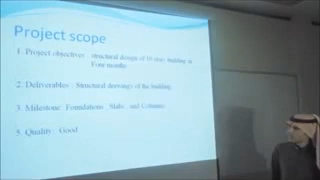 Project scope
1. Project objectives : structural design of 10 story building in
Four months
2. Deliverables : Structural drawings of the building
3. Milestone: Foundations , Slabs , and Columns
5. Quality : Good